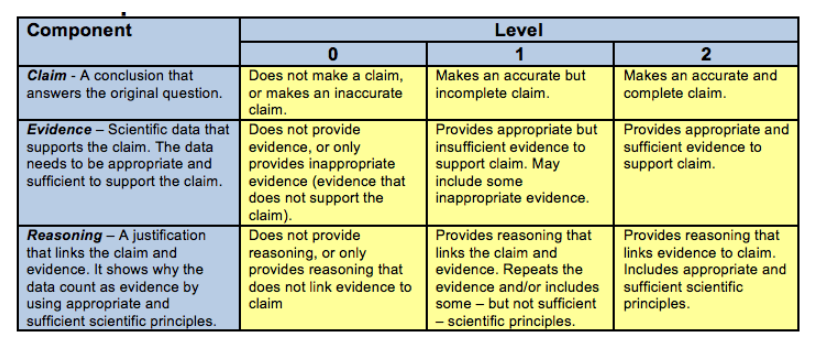 Component
Level
0
1
2
Claim - A conclusion that
answers the original question.
Does not make a claim,
or makes an inaccurate
claim.
Makes an accurate but
incomplete claim.
Makes an accurate and
complete claim.
Evidence – Scientific data that
supports the claim. The data
needs to be appropriate and
sufficient to support the claim.
Does not provide
evidence, or only
provides inappropriate
evidence (evidence that
does not support the
claim).
Provides appropriate but
insufficient evidence to
support claim. May
include some
inappropriate evidence.
Provides appropriate and
sufficient evidence to
support claim.
Reasoning – A justification
that links the claim and
evidence. It shows why the
data count as evidence by
using appropriate and
sufficient scientific principles.
Does not provide
reasoning, or only
provides reasoning that
does not link evidence to
claim
Provides reasoning that
links the claim and
evidence. Repeats the
evidence and/or includes
some – but not sufficient
– scientific principles.
Provides reasoning that
links evidence to claim.
Includes appropriate and
sufficient scientific
principles.